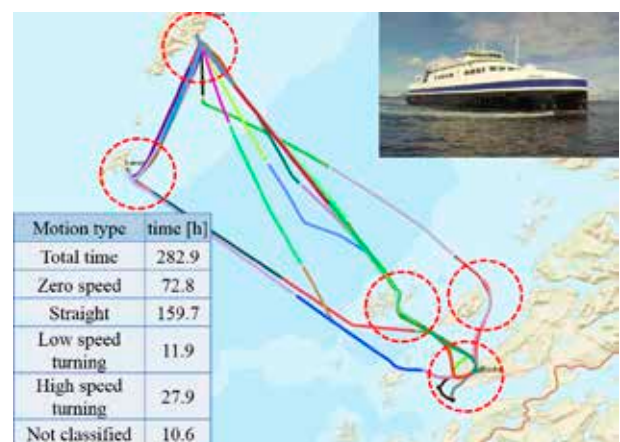 Motion type time [h]
Total time 282.9
Zero speed 72.8
Straight 159.7
Low speed
turning 11.9
High speed
turning 27.9
Not classified 10.6